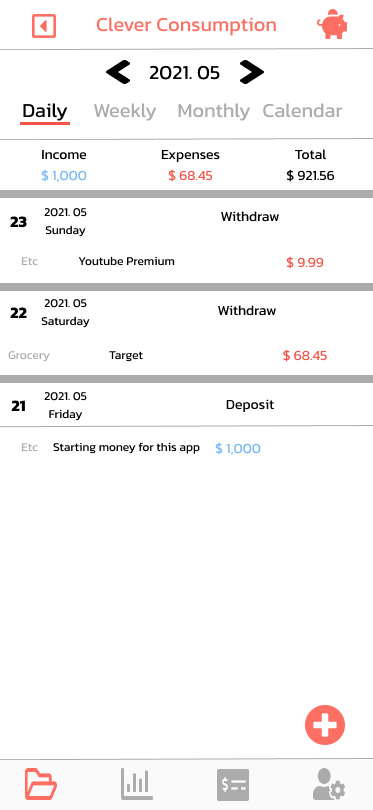 Clever Consumption
2021. 05
Daily Weekly Monthly Calendar
Income Expenses Total
$ 1,000 $ 68.45 $ 921.56
23 2021. 05 Sunday Withdraw
Etc Youtube Premium $ 9.99
22 2021. 05 Saturday Withdraw
Grocery Target $ 68.45
21 2021. 05 Friday Deposit
Etc Starting money for this app $ 1,000